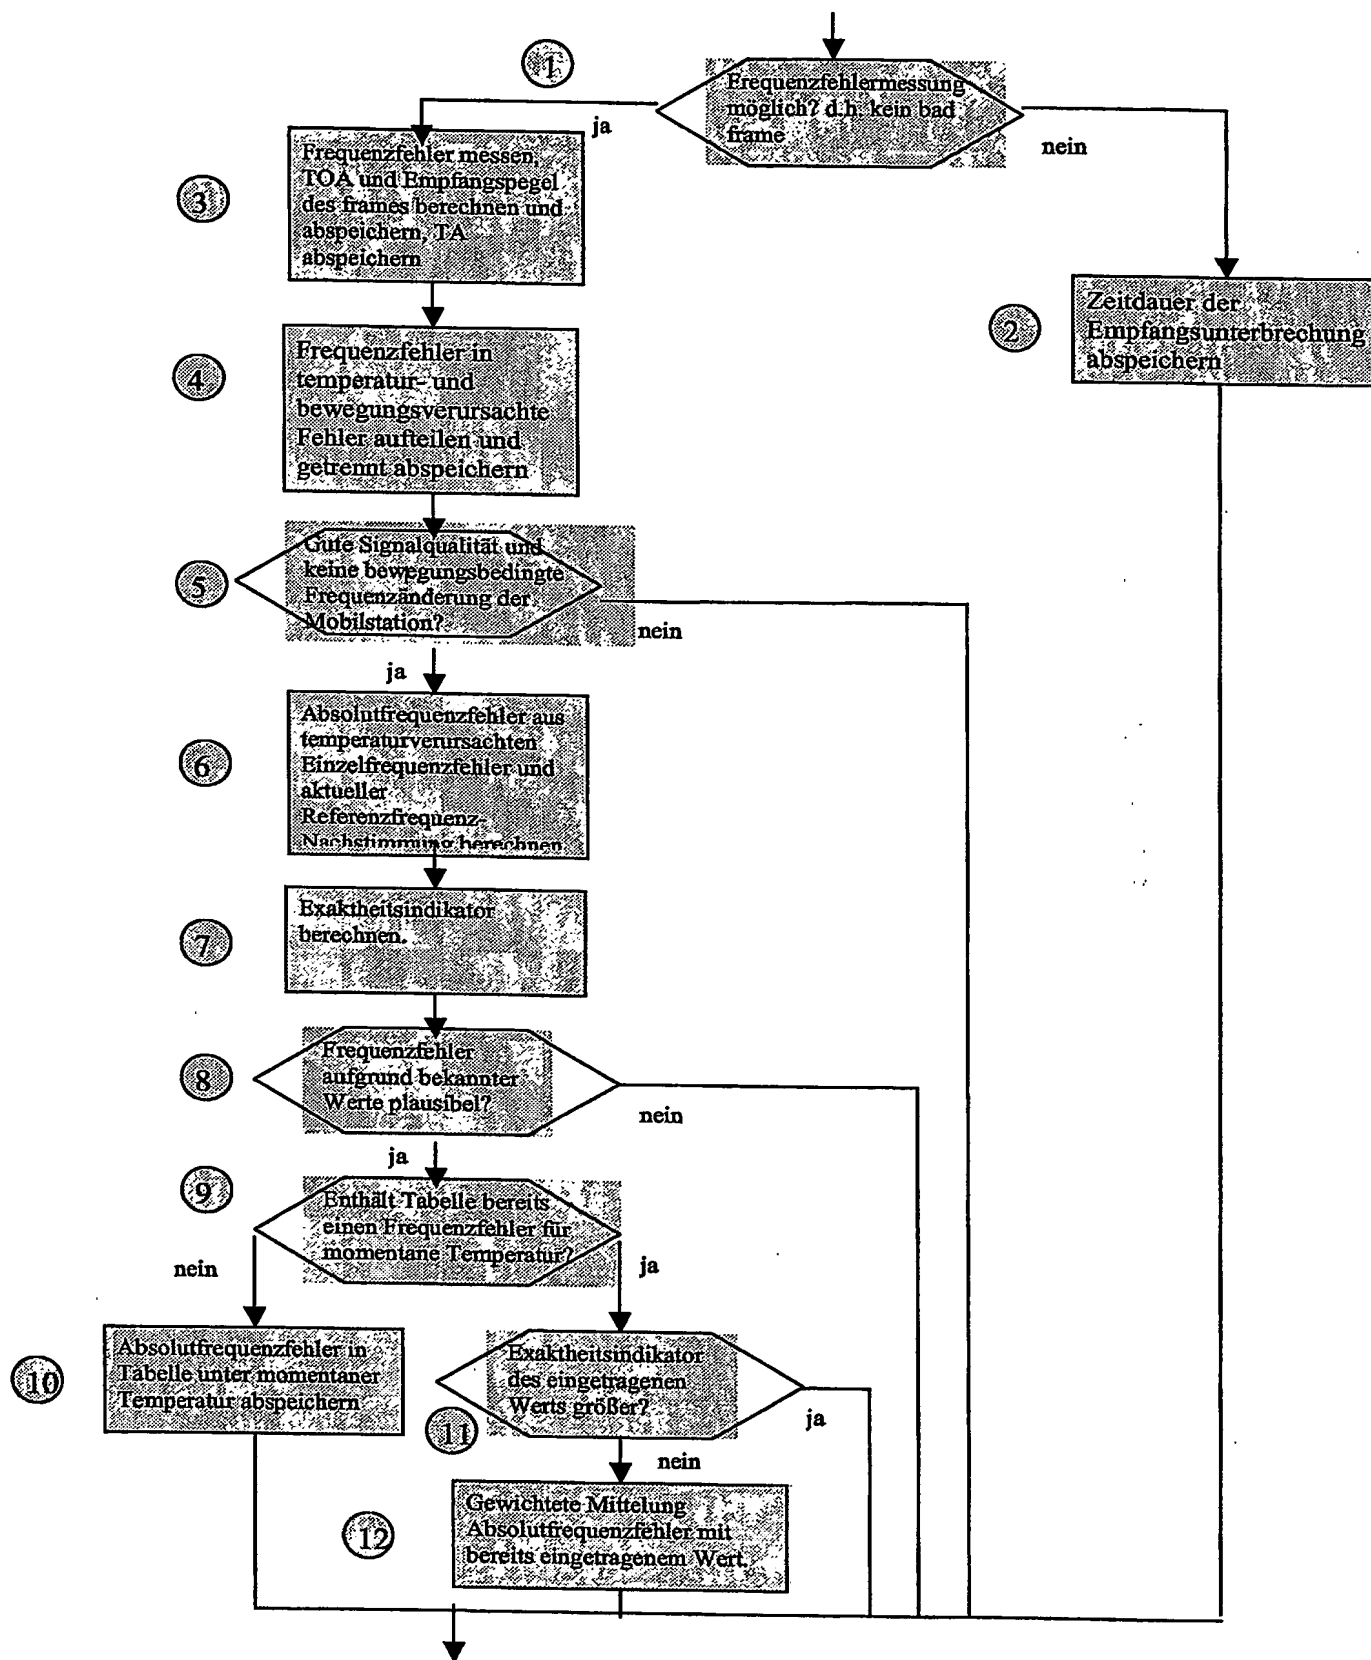 1
Frequenzfehlermessung
möglich? d.h. kein bad
frame
ja
nein
3
Frequenzfehler messen,
TOA und Empfangspegel
des frames berechnen und
abspeichern, TA
abspeichern
2
Zeitdauer der
Empfangsunterbrechung
abspeichern
4
Frequenzfehler in
temperatur- und
bewegungsverursachte
Fehler aufteilen und
getrennt abspeichern
5
Gute Signalqualität und
keine bewegungsbedingte
Frequenzänderung der
Mobilstation?
nein
ja
6
Absolutfrequenzfehler aus
temperaturverursachten
Einzelfrequenzfehler und
aktueller
Referenzfrequenz-
Nachstimmung berechnen
7
Exaktheitsindikator
berechnen.
8
Frequenzfehler
aufgrund bekannter
Werte plausibel?
nein
ja
9
Enthält Tabelle bereits
einen Frequenzfehler für
momentane Temperatur?
nein
ja
10
Absolutfrequenzfehler in
Tabelle unter momentaner
Temperatur abspeichern
11
Exaktheitsindikator
des eingetragenen
Werts größer?
ja
nein
12
Gewichtete Mittelung
Absolutfrequenzfehler mit
bereits eingetragenem Wert.